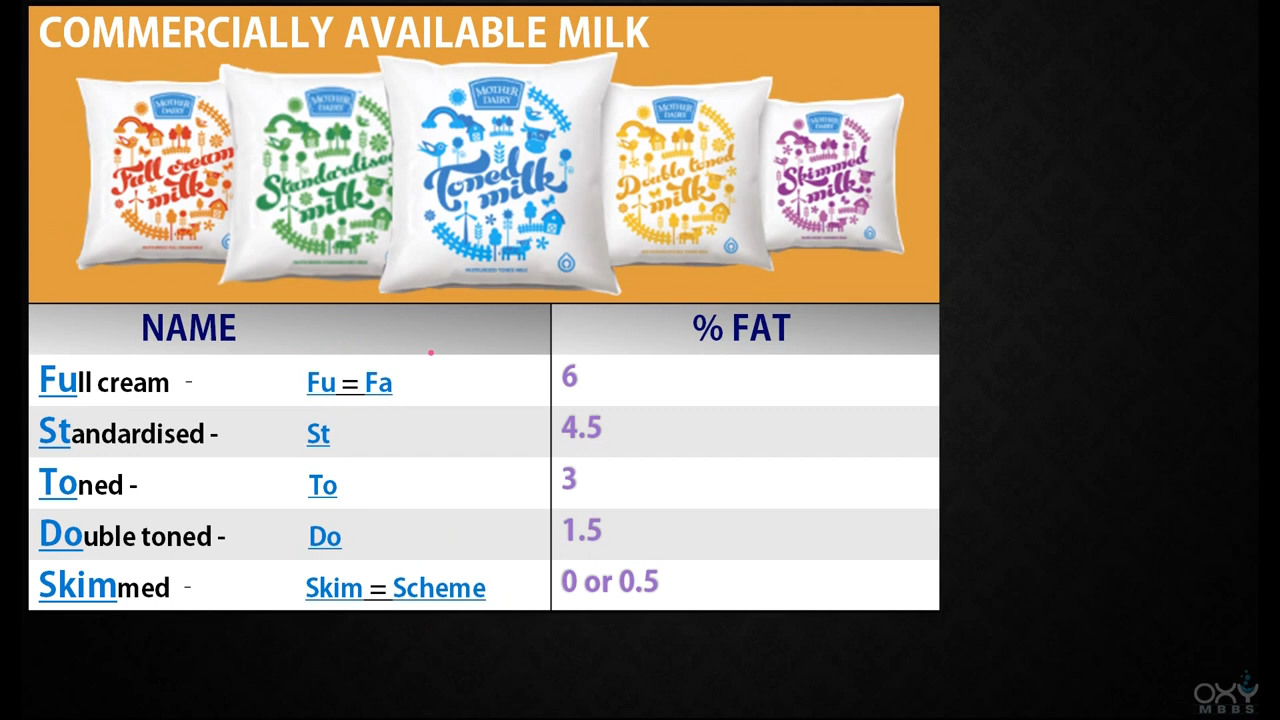 COMMERCIALLY AVAILABLE MILK
MOTHER DAIRY
Full cream milk
MOTHER DAIRY
Standardised milk
MOTHER DAIRY
Toned milk
MOTHER DAIRY
Double toned milk
MOTHER DAIRY
Skimmed milk
NAME % FAT
Full cream - Fu = Fa 6
Standardised - St 4.5
Toned - To 3
Double toned - Do 1.5
Skimmed - Skim = Scheme 0 or 0.5
OXY
MBBS